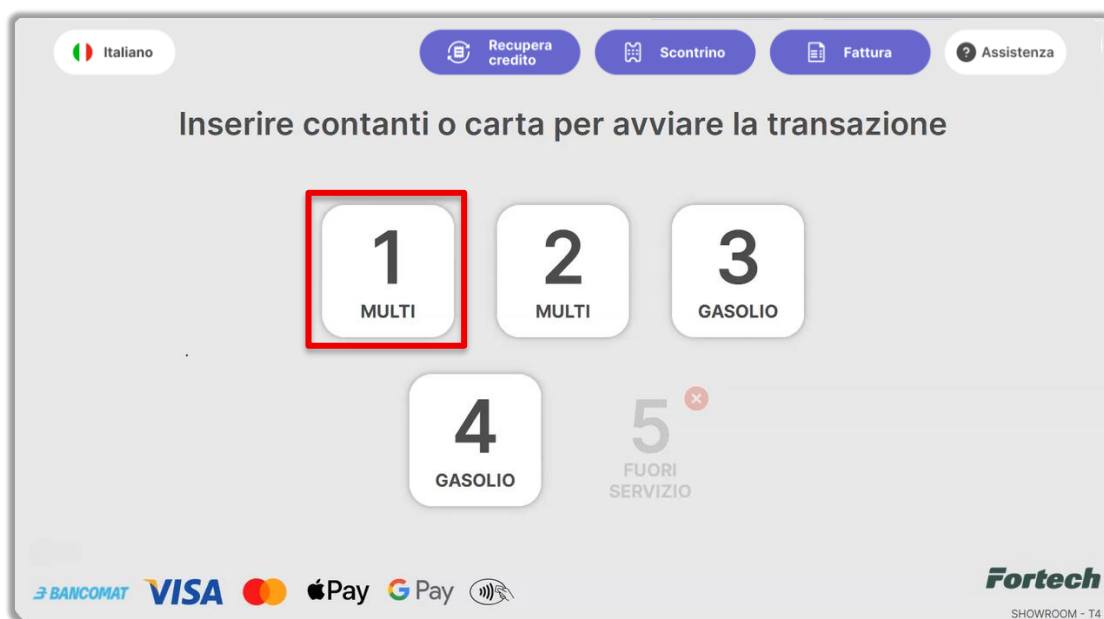 Italiano
Recupera
credito
Scontrino
Fattura
? Assistenza
Inserire contanti o carta per avviare la transazione
1
MULTI
2
MULTI
3
GASOLIO
4
GASOLIO
5
FUORI
SERVIZIO
BANCOMAT VISA Pay G Pay
Fortech
SHOWROOM - T4